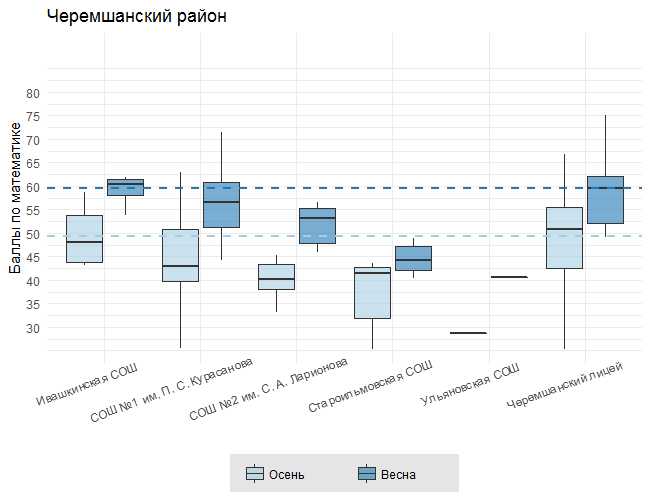 Черемшанский район
Баллы по математике
80
75
70
65
60
55
50
45
40
35
30
Ивашкинская СОШ
СОШ №1 им. П. С. Курасанова
СОШ №2 им. С. А. Ларионова
Староильмовская СОШ
Ульяновская СОШ
Черемшанский лицей
Осень
Весна